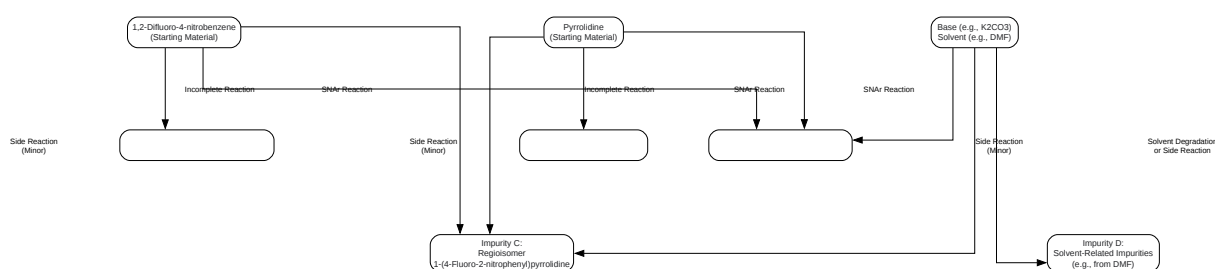 1,2-Difluoro-4-nitrobenzene
(Starting Material)
Pyrrolidine
(Starting Material)
Base (e.g., K2CO3)
Solvent (e.g., DMF)
Incomplete Reaction
SNAr Reaction
Incomplete Reaction
SNAr Reaction
SNAr Reaction
Side Reaction
(Minor)
Side Reaction
(Minor)
Side Reaction
(Minor)
Solvent Degradation
or Side Reaction
Impurity C:
Regioisomer
1-(4-Fluoro-2-nitrophenyl)pyrrolidine
Impurity D:
Solvent-Related Impurities
(e.g., from DMF)